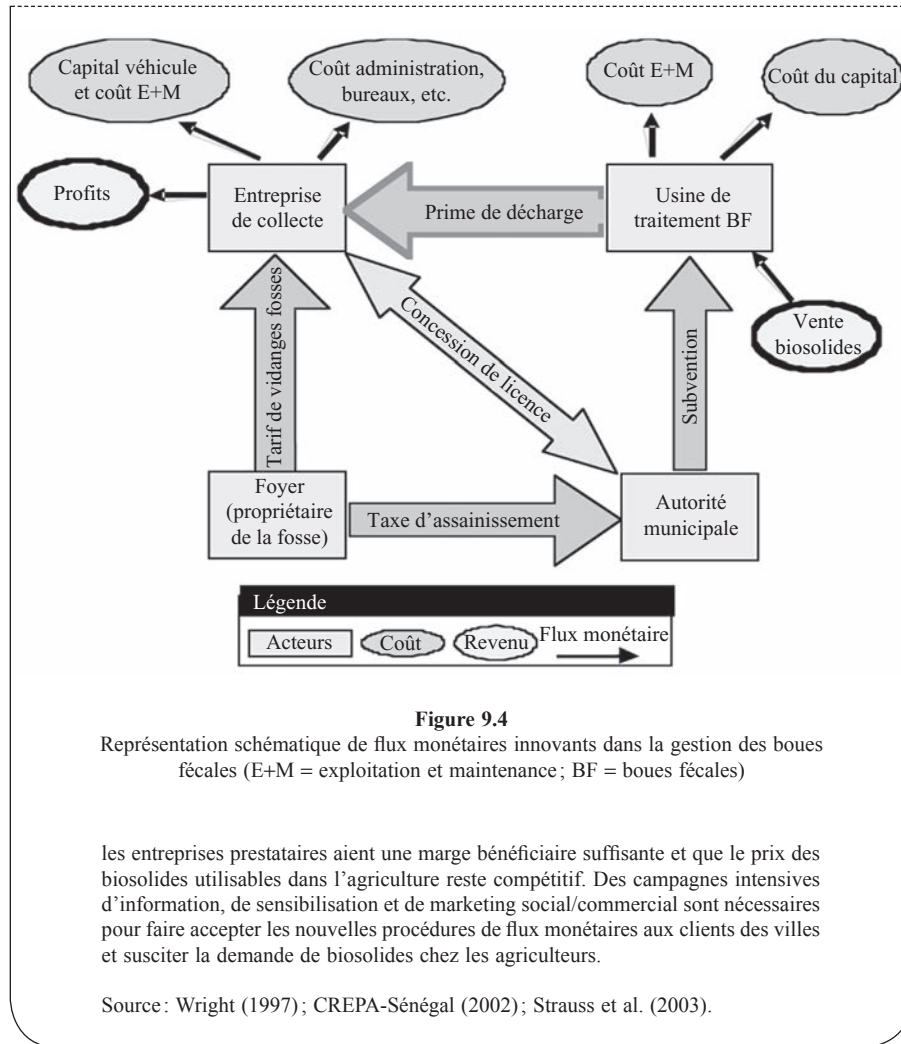 Capital véhicule
et coût E+M
Coût administration,
bureaux, etc.
Coût E+M
Coût du capital
Profits
Entreprise
de collecte
Prime de décharge
Usine de
traitement BF
Tarif de vidanges fosses
Concession de licence
Subvention
Vente
biosolides
Foyer
(propriétaire
de la fosse)
Taxe d'assainissement
Autorité
municipale
Légende
Acteurs
Coût
Revenu
Flux monétaire
Figure 9.4
Représentation schématique de flux monétaires innovants dans la gestion des boues
fécales (E+M = exploitation et maintenance ; BF = boues fécales)
les entreprises prestataires aient une marge bénéficiaire suffisante et que le prix des
biosolides utilisables dans l'agriculture reste compétitif. Des campagnes intensives
d'information, de sensibilisation et de marketing social/commercial sont nécessaires
pour faire accepter les nouvelles procédures de flux monétaires aux clients des villes
et susciter la demande de biosolides chez les agriculteurs.
Source : Wright (1997) ; CREPA-Sénégal (2002) ; Strauss et al. (2003).